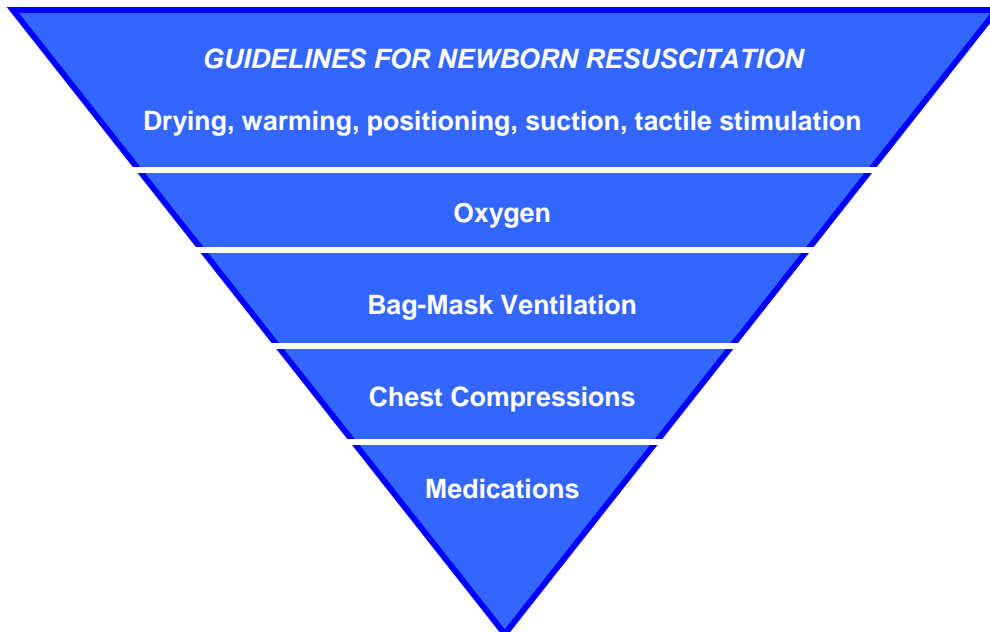 GUIDELINES FOR NEWBORN RESUSCITATION
Drying, warming, positioning, suction, tactile stimulation
Oxygen
Bag-Mask Ventilation
Chest Compressions
Medications